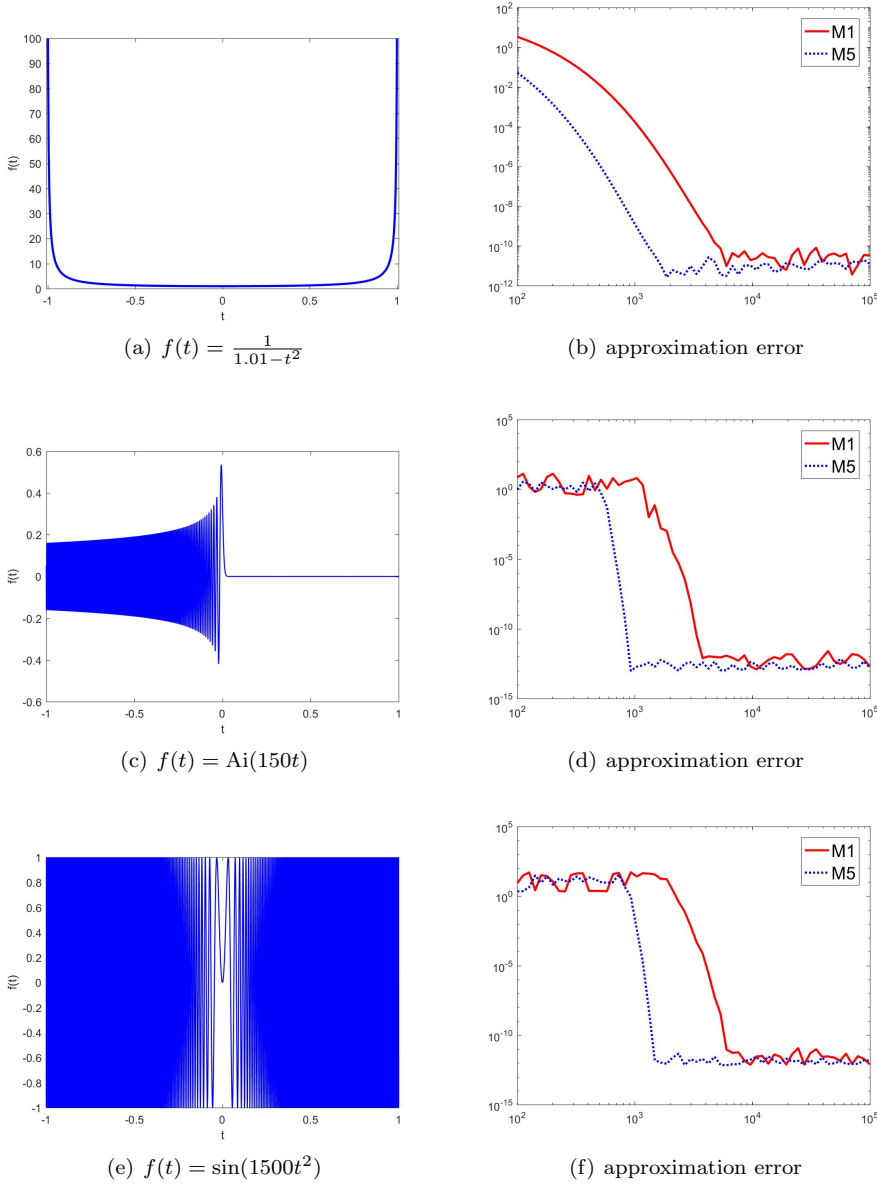 100
90
80
70
60
50
40
30
20
10
0
f(t)
-1 -0.5 0 0.5 1
t
(a) f(t) = 1/(1.01−t²)
10²
10⁰
10⁻²
10⁻⁴
10⁻⁶
10⁻⁸
10⁻¹⁰
10⁻¹²
10² 10³ 10⁴ 10⁵
M1
M5
(b) approximation error
0.6
0.4
0.2
0
-0.2
-0.4
-0.6
f(t)
-1 -0.5 0 0.5 1
t
(c) f(t) = Ai(150t)
10⁵
10⁰
10⁻⁵
10⁻¹⁰
10⁻¹⁵
10² 10³ 10⁴ 10⁵
M1
M5
(d) approximation error
1
0.8
0.6
0.4
0.2
0
-0.2
-0.4
-0.6
-0.8
-1
f(t)
-1 -0.5 0 0.5 1
t
(e) f(t) = sin(1500t²)
10⁵
10⁰
10⁻⁵
10⁻¹⁰
10⁻¹⁵
10² 10³ 10⁴ 10⁵
M1
M5
(f) approximation error